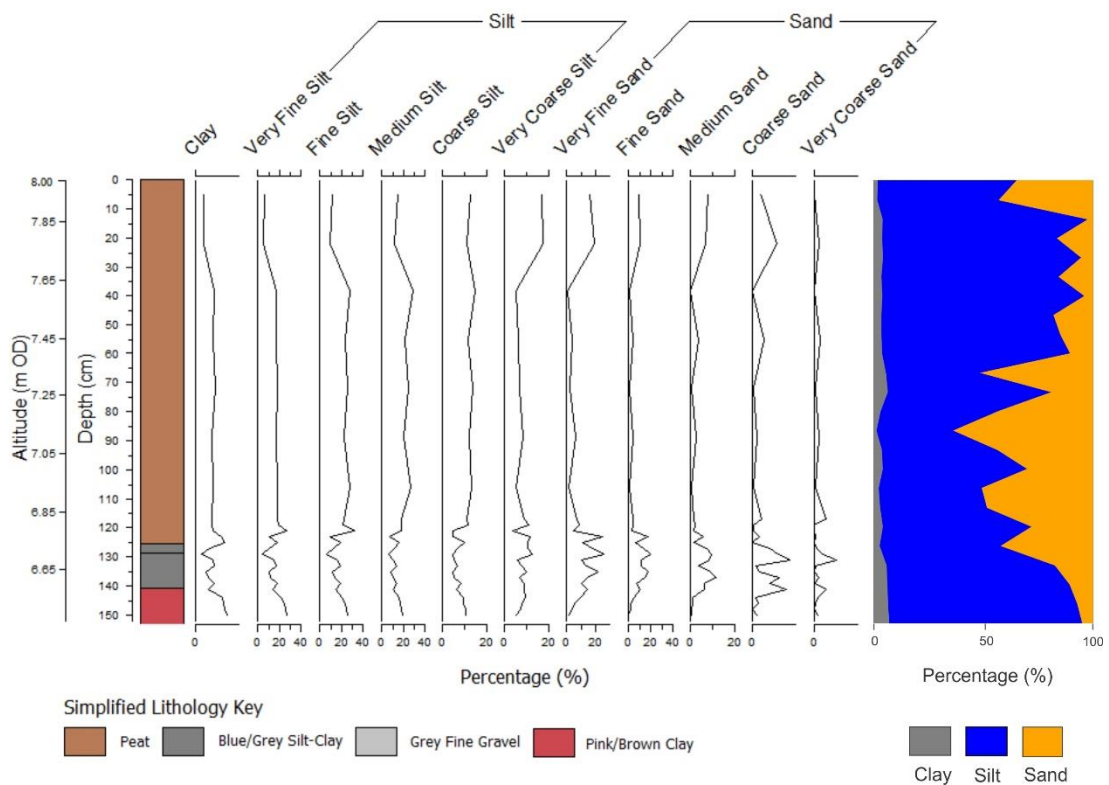 Silt
Sand
Clay
Very Fine Silt
Fine Silt
Medium Silt
Coarse Silt
Very Coarse Silt
Very Fine Sand
Fine Sand
Medium Sand
Coarse Sand
Very Coarse Sand
Altitude (m OD)
8.00
7.85
7.65
7.45
7.25
7.05
6.85
6.65
Depth (cm)
0
10
20
30
40
50
60
70
80
90
100
110
120
130
140
150
0
0 20 40
0 20 40
0 20 40
0 20
0 20
0 20
0 20
0 20
0
0
0 50 100
Percentage (%)
Percentage (%)
Simplified Lithology Key
Peat
Blue/Grey Silt-Clay
Grey Fine Gravel
Pink/Brown Clay
Clay
Silt
Sand